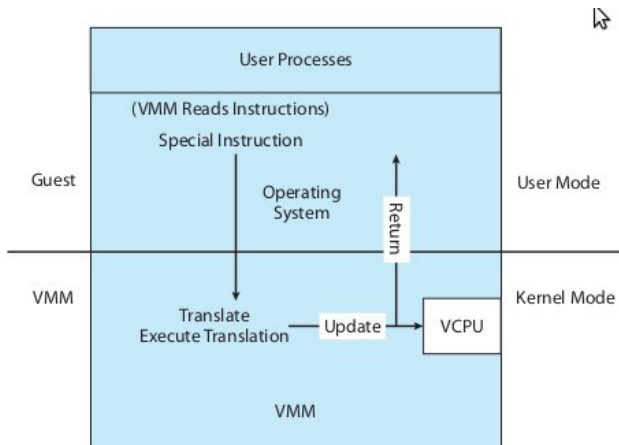 User Processes
(VMM Reads Instructions)
Special Instruction
Guest
User Mode
Operating
System
Return
VMM
Kernel Mode
Translate
Execute Translation
Update
VCPU
VMM